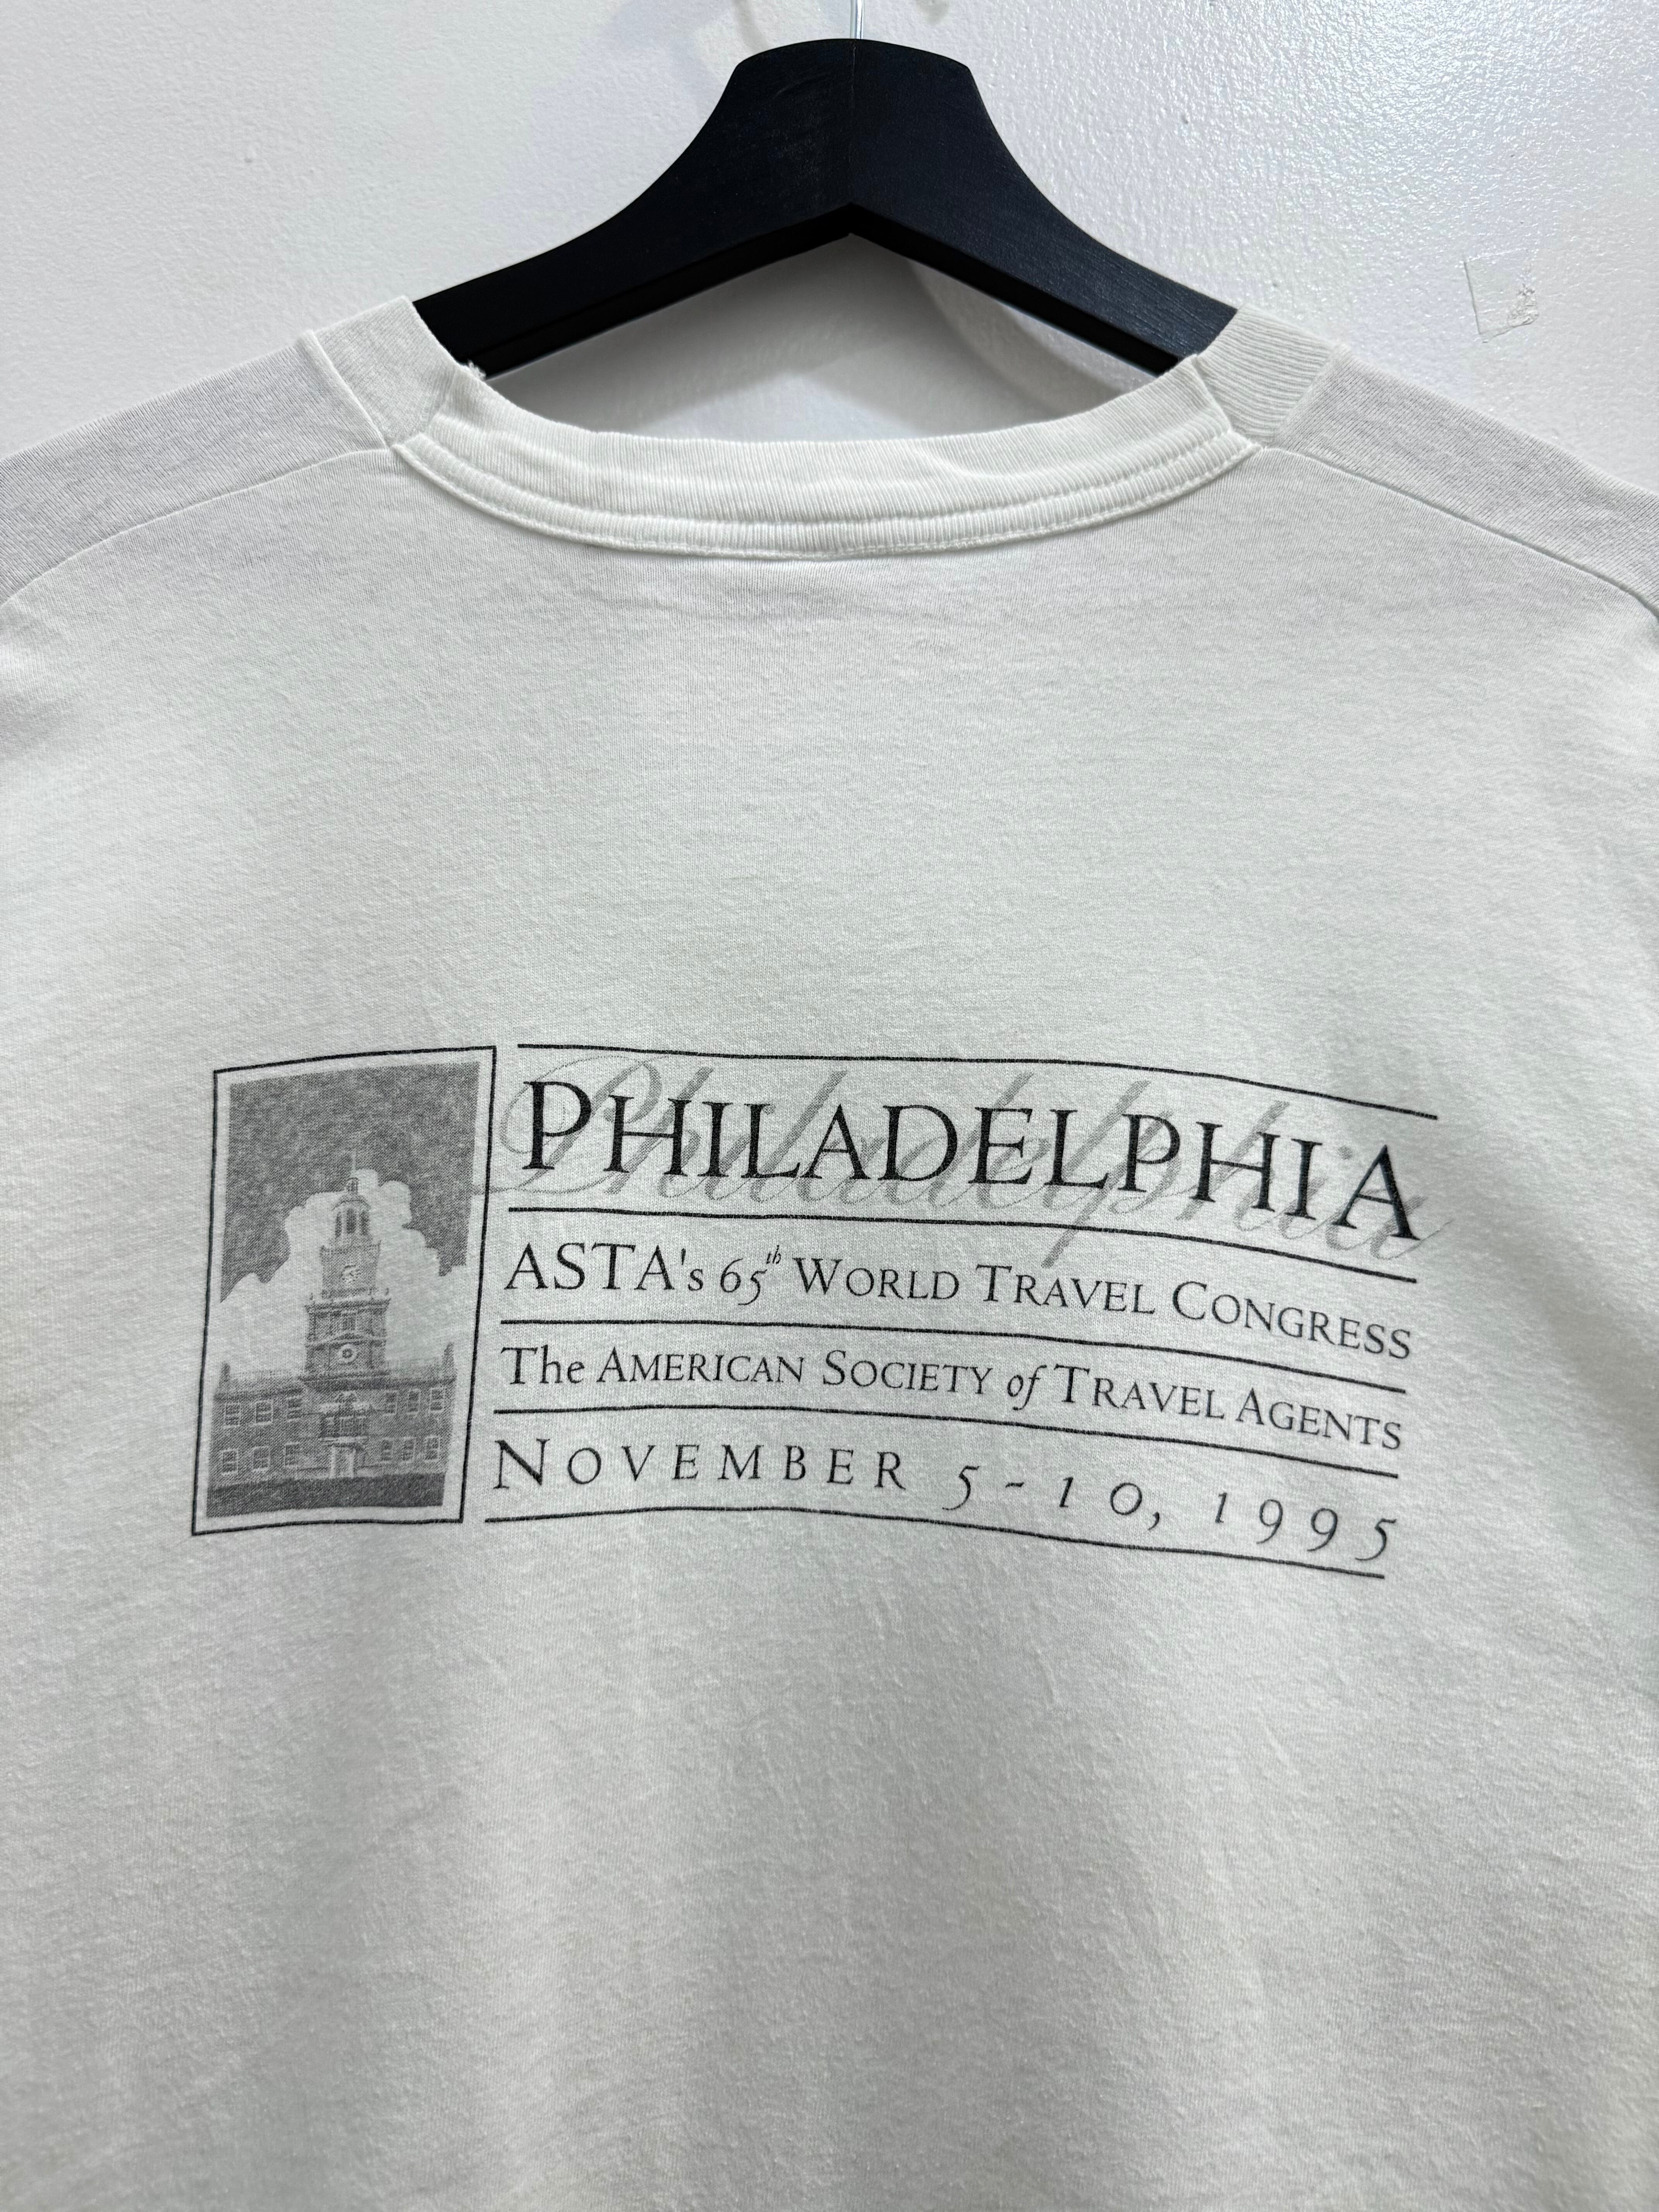 Philadelphia
PHILADELPHIA
ASTA's 65th WORLD TRAVEL CONGRESS
The AMERICAN SOCIETY of TRAVEL AGENTS
NOVEMBER 5-10, 1995